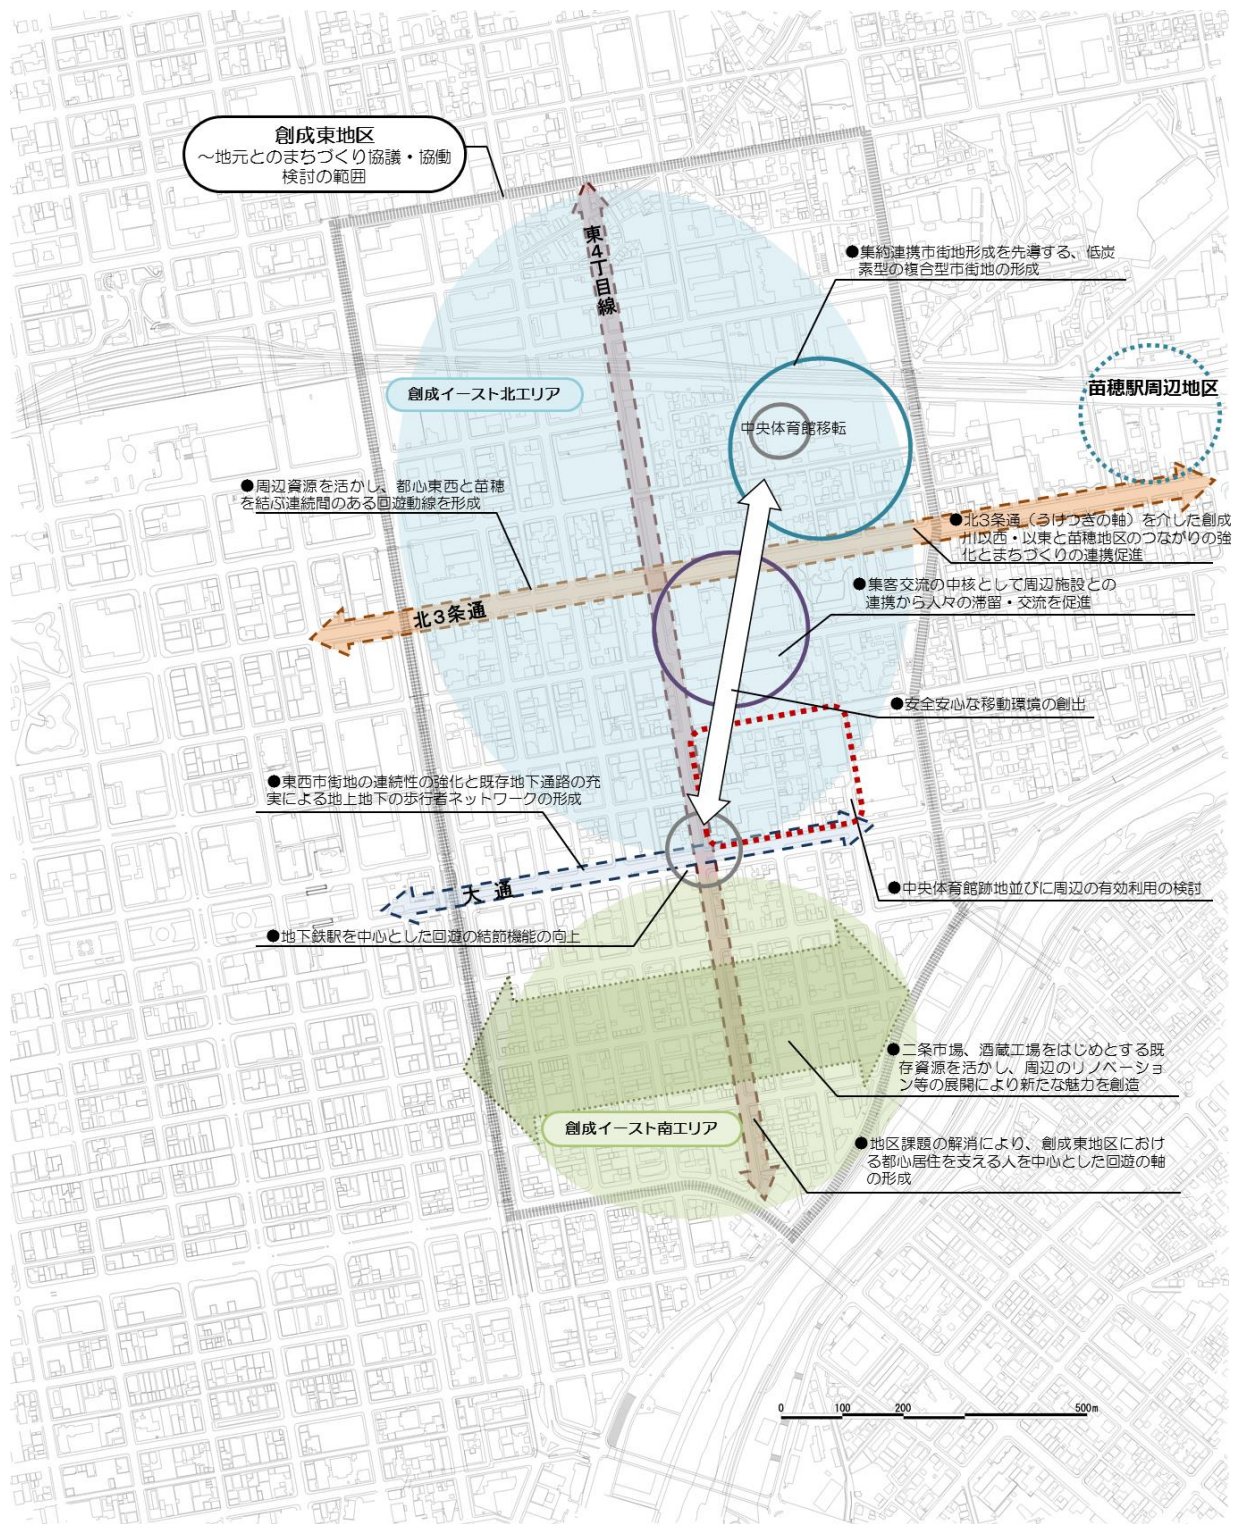 創成東地区
～地元とのまちづくり協議・協働
検討の範囲
東4丁目線
●集約連携市街地形成を先導する、低炭
素型の複合型市街地の形成
創成イースト北エリア
苗穂駅周辺地区
中央体育館移転
●周辺資源を活かし、都心東西と苗穂
を結ぶ連続間のある回遊動線を形成
●北3条通（うけつぎの軸）を介した創成
川以西・以東と苗穂地区のつながりの強
化とまちづくりの連携促進
●集客交流の中核として周辺施設との
連携から人々の滞留・交流を促進
北3条通
●安全安心な移動環境の創出
●東西市街地の連続性の強化と既存地下通路の充
実による地上地下の歩行者ネットワークの形成
大通
●中央体育館跡地並びに周辺の有効利用の検討
●地下鉄駅を中心とした回遊の結節機能の向上
●二条市場、酒蔵工場をはじめとする既
存資源を活かし、周辺のリノベーショ
ン等の展開により新たな魅力を創造
創成イースト南エリア
●地区課題の解消により、創成東地区におけ
る都心居住を支える人を中心とした回遊の軸
の形成
0 100 200 500m